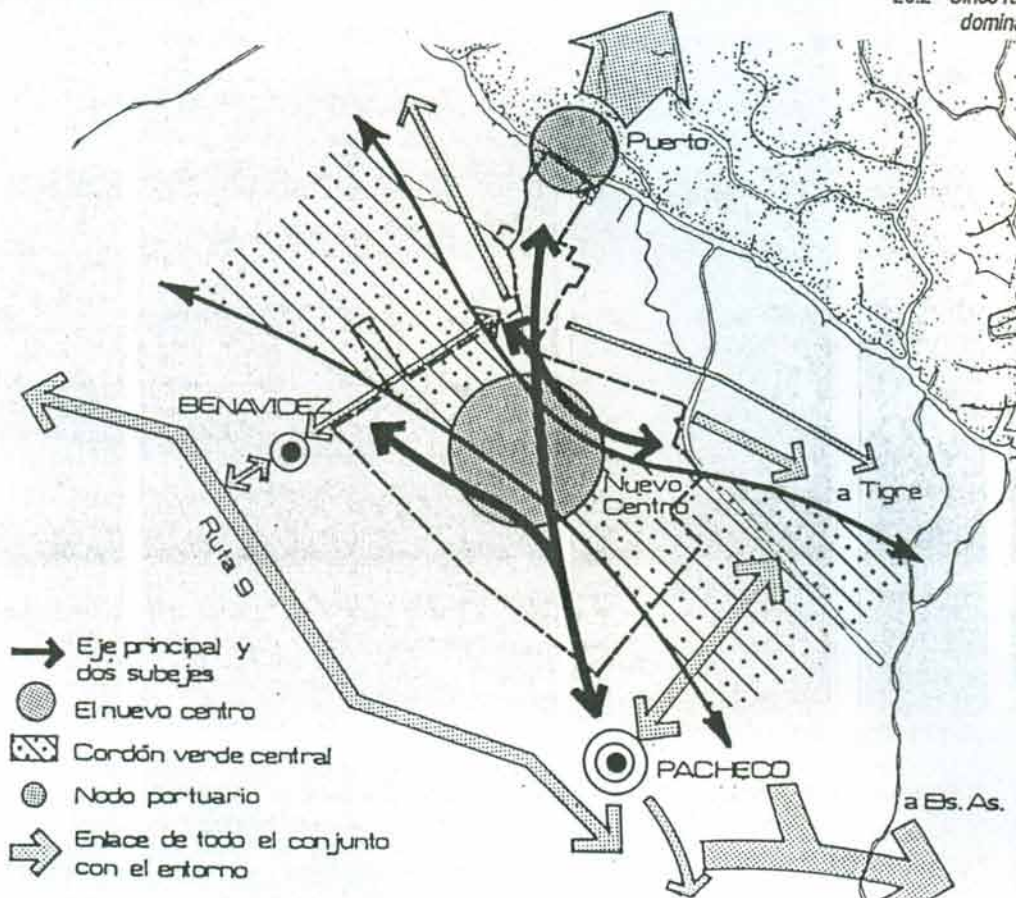 domina
Puerto
BENAVIDEZ
Nuevo
Centro
a Tigre
Ruta 9
Eje principal y
dos subejes
El nuevo centro
Cordón verde central
Nodo portuario
Enlace de todo el conjunto
con el entorno
PACHECO
a Bs. As.